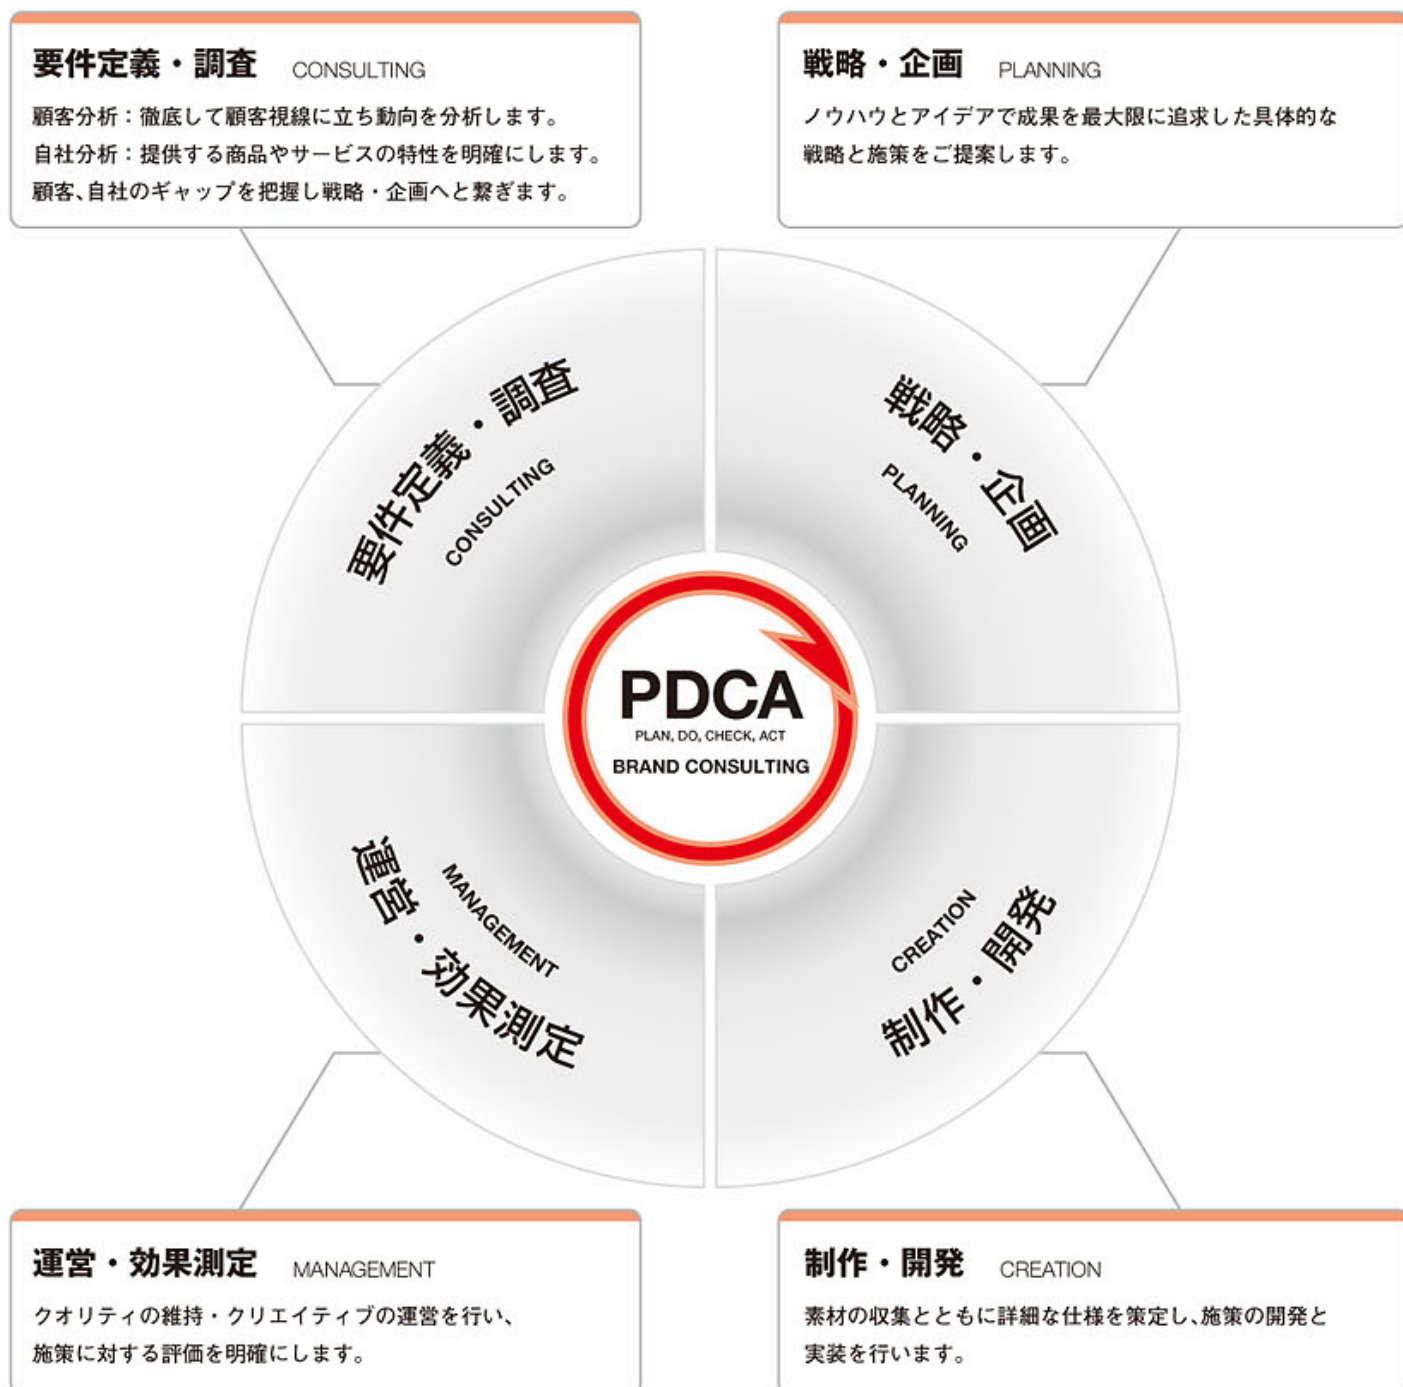 要件定義・調査 CONSULTING
顧客分析：徹底して顧客視線に立ち動向を分析します。
自社分析：提供する商品やサービスの特性を明確にします。
顧客、自社のギャップを把握し戦略・企画へと繋ぎます。
戦略・企画 PLANNING
ノウハウとアイデアで成果を最大限に追求した具体的な
戦略と施策をご提案します。
要件定義・調査
CONSULTING
戦略・企画
PLANNING
PDCA
PLAN, DO, CHECK, ACT
BRAND CONSULTING
運営・効果測定
MANAGEMENT
CREATION
制作・開発
運営・効果測定 MANAGEMENT
クオリティの維持・クリエイティブの運営を行い、
施策に対する評価を明確にします。
制作・開発 CREATION
素材の収集とともに詳細な仕様を策定し、施策の開発と
実装を行います。